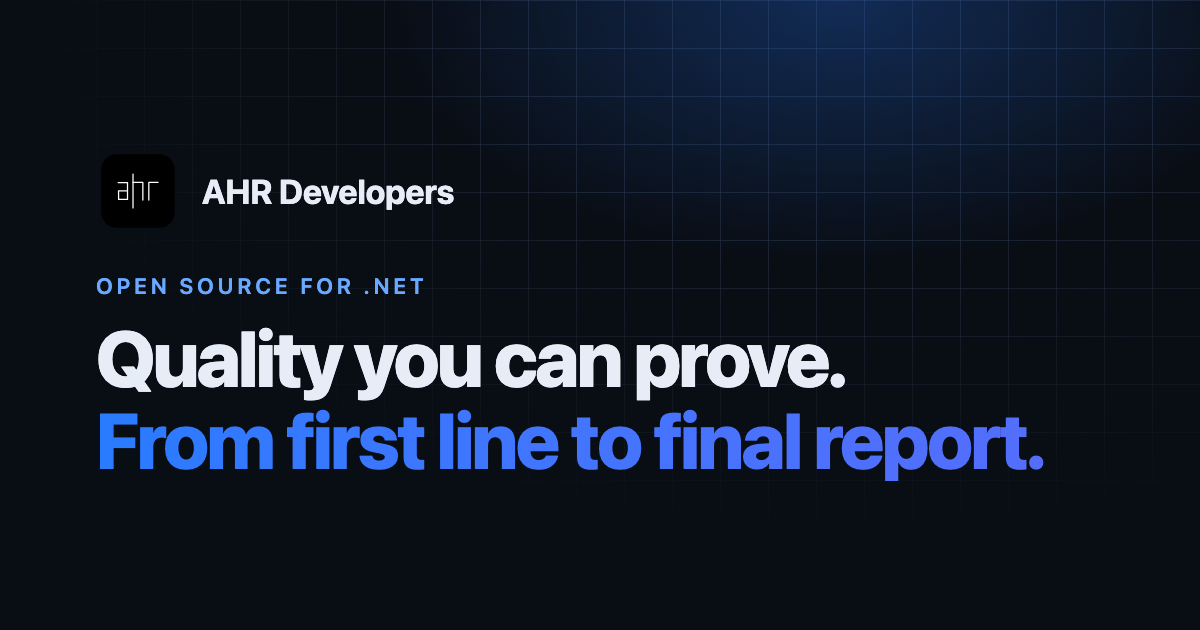 ahr
AHR Developers
OPEN SOURCE FOR .NET
Quality you can prove.
From first line to final report.